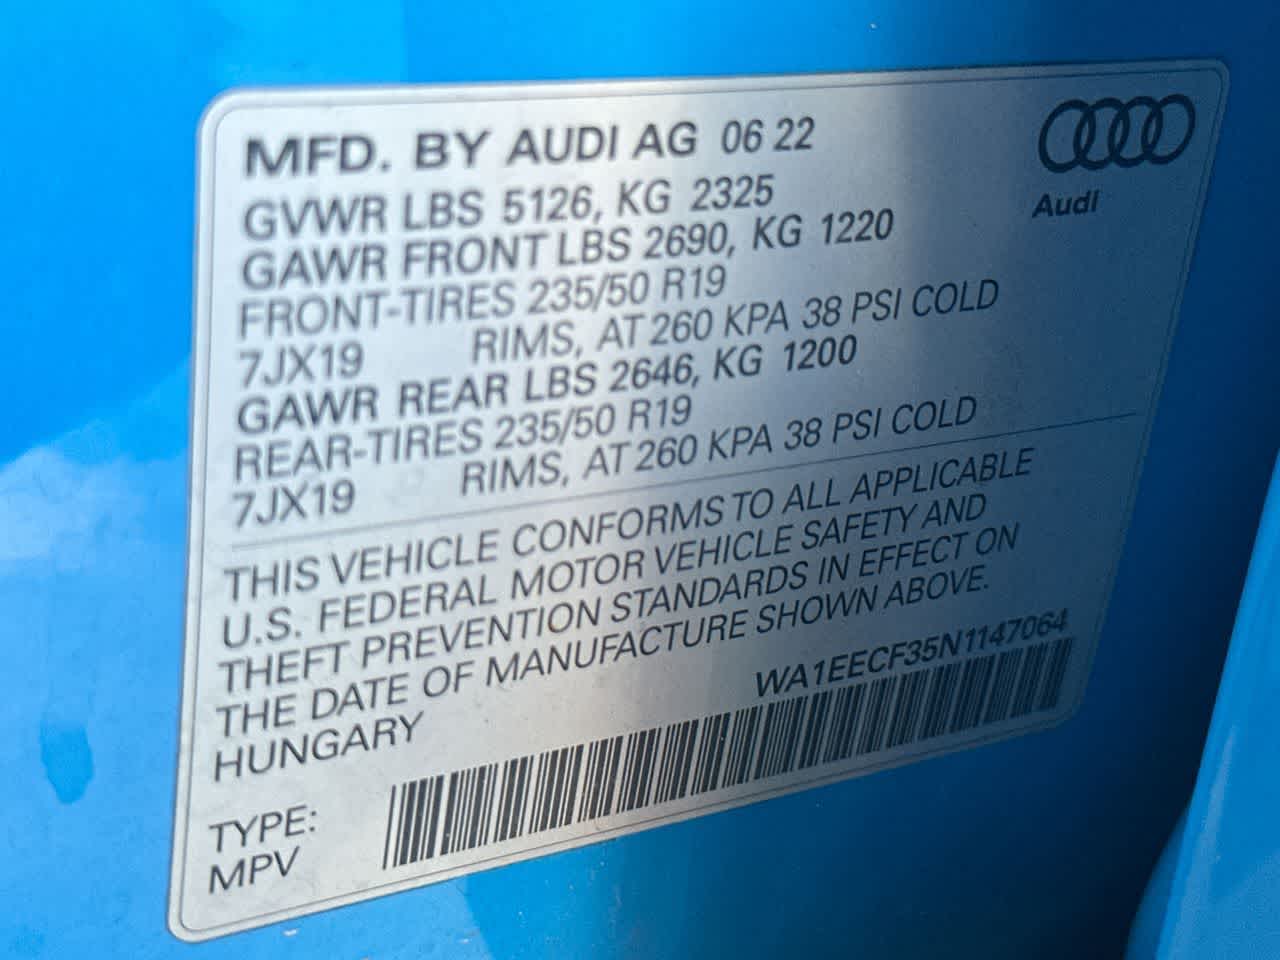 MFD. BY AUDI AG 06 22
Audi
GVWR LBS 5126, KG 2325
GAWR FRONT LBS 2690, KG 1220
FRONT-TIRES 235/50 R19
7JX19 RIMS, AT 260 KPA 38 PSI COLD
GAWR REAR LBS 2646, KG 1200
REAR-TIRES 235/50 R19
7JX19 RIMS, AT 260 KPA 38 PSI COLD
THIS VEHICLE CONFORMS TO ALL APPLICABLE
U.S. FEDERAL MOTOR VEHICLE SAFETY AND
THEFT PREVENTION STANDARDS IN EFFECT ON
THE DATE OF MANUFACTURE SHOWN ABOVE.
HUNGARY
WA1EECF35N1147064
TYPE:
MPV